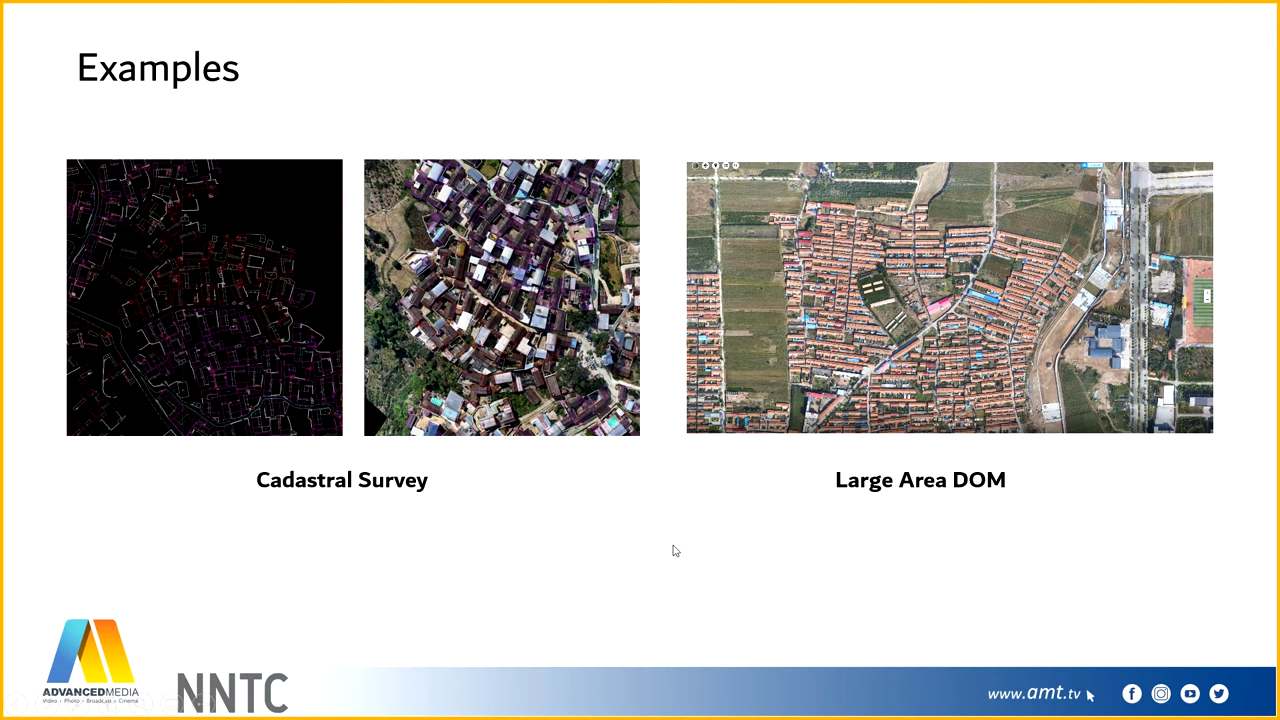 Examples
Cadastral Survey
Large Area DOM
ADVANCEDMEDIA
Video • Photo • Broadcast • Cinema
NNTC
www.amt.tv